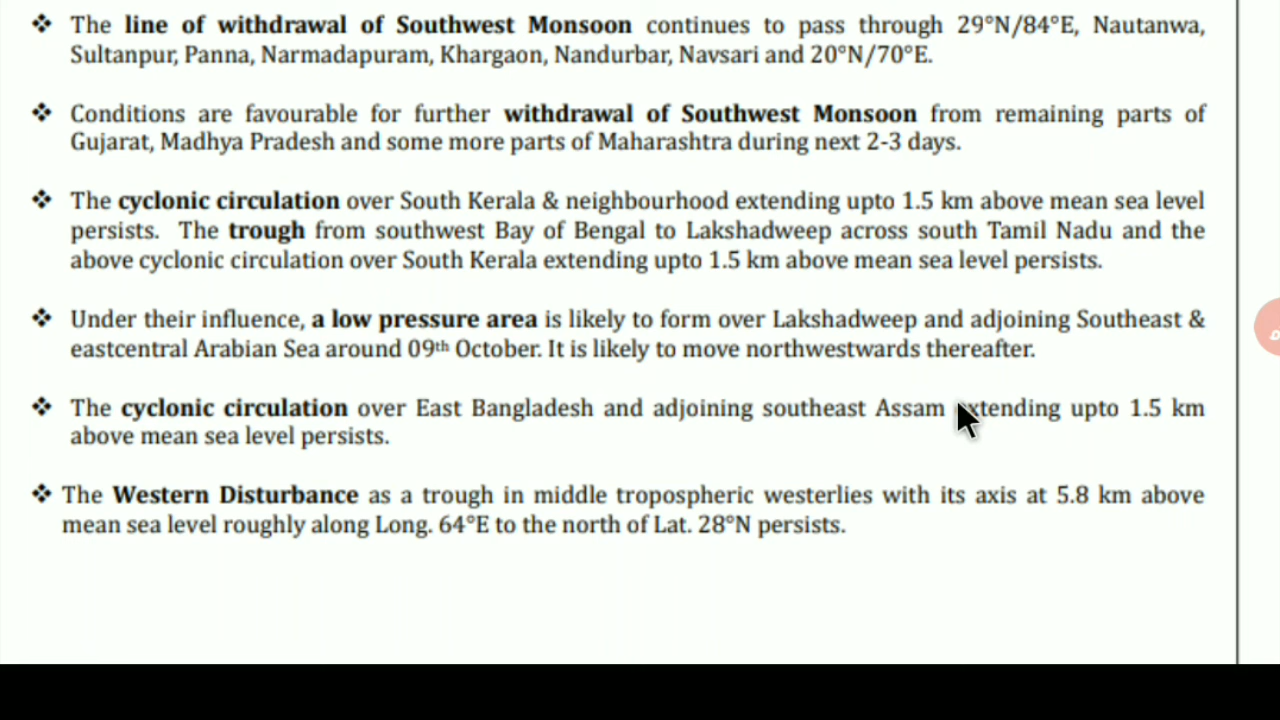 ❖ The line of withdrawal of Southwest Monsoon continues to pass through 29°N/84°E, Nautanwa,
Sultanpur, Panna, Narmadapuram, Khargaon, Nandurbar, Navsari and 20°N/70°E.
❖ Conditions are favourable for further withdrawal of Southwest Monsoon from remaining parts of
Gujarat, Madhya Pradesh and some more parts of Maharashtra during next 2-3 days.
❖ The cyclonic circulation over South Kerala & neighbourhood extending upto 1.5 km above mean sea level
persists. The trough from southwest Bay of Bengal to Lakshadweep across south Tamil Nadu and the
above cyclonic circulation over South Kerala extending upto 1.5 km above mean sea level persists.
❖ Under their influence, a low pressure area is likely to form over Lakshadweep and adjoining Southeast &
eastcentral Arabian Sea around 09th October. It is likely to move northwestwards thereafter.
❖ The cyclonic circulation over East Bangladesh and adjoining southeast Assam extending upto 1.5 km
above mean sea level persists.
❖ The Western Disturbance as a trough in middle tropospheric westerlies with its axis at 5.8 km above
mean sea level roughly along Long. 64°E to the north of Lat. 28°N persists.